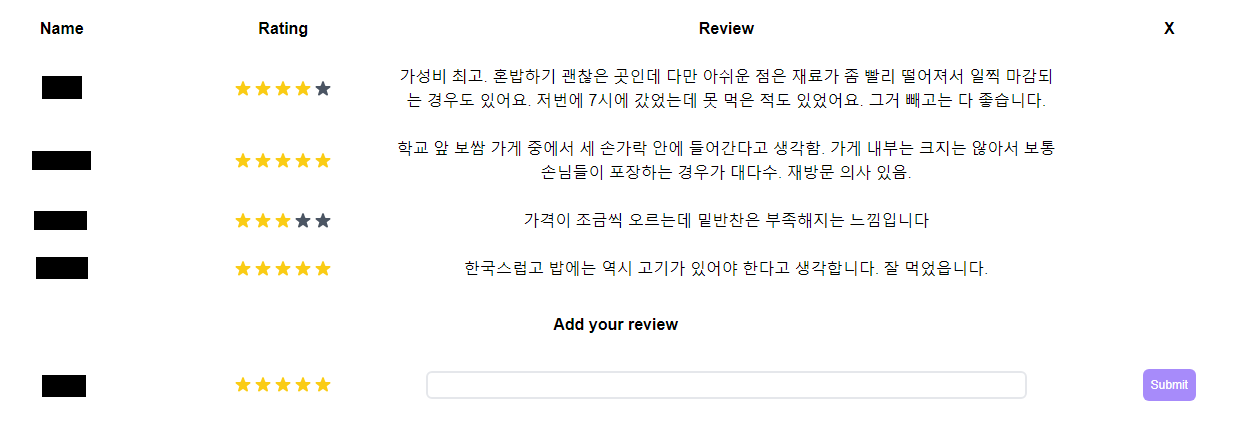 Name Rating Review X
가성비 최고. 혼밥하기 괜찮은 곳인데 다만 아쉬운 점은 재료가 좀 빨리 떨어져서 일찍 마감되
는 경우도 있어요. 저번에 7시에 갔었는데 못 먹은 적도 있었어요. 그거 빼고는 다 좋습니다.
학교 앞 보쌈 가게 중에서 세 손가락 안에 들어간다고 생각함. 가게 내부는 크지는 않아서 보통
손님들이 포장하는 경우가 대다수. 재방문 의사 있음.
가격이 조금씩 오르는데 밑반찬은 부족해지는 느낌입니다
한국스럽고 밥에는 역시 고기가 있어야 한다고 생각합니다. 잘 먹었읍니다.
Add your review
Submit